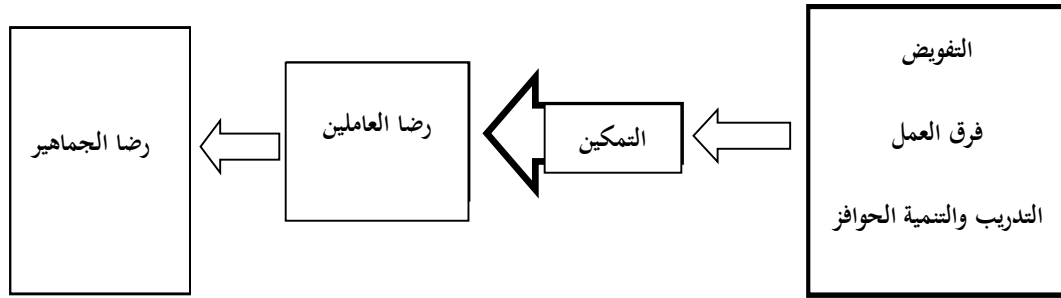 التفويض
فرق العمل
التدريب والتنمية الحوافز
التمكين
رضا العاملين
رضا الجماهير